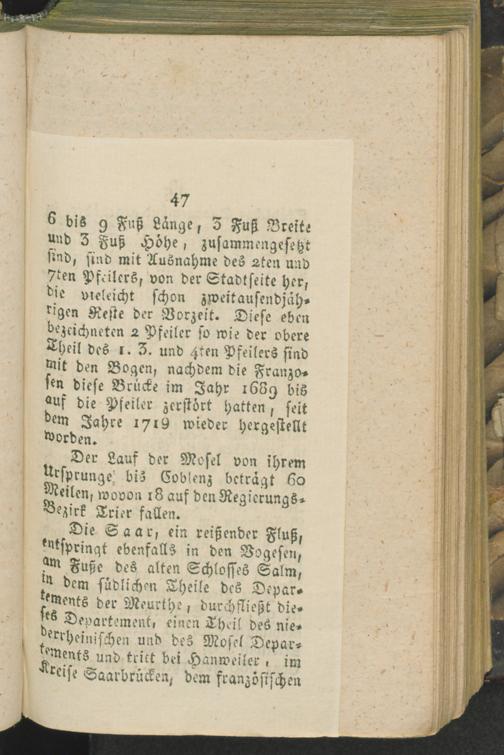 47
6 bis 9 Fuß Länge, 3 Fuß Breite
und 3 Fuß Höhe, zusammengesetzt
sind, sind mit Ausnahme des 2ten und
7ten Pfeilers, von der Stadtseite her,
die vieleicht schon zweitausendjäh-
rigen Reste der Vorzeit. Diese eben
bezeichneten 2 Pfeiler so wie der obere
Theil des 1. 3. und 4ten Pfeilers sind
mit den Bogen, nachdem die Franzo-
sen diese Brücke im Jahr 1689 bis
auf die Pfeiler zerstört hatten, seit
dem Jahre 1719 wieder hergestellt
worden.
Der Lauf der Mosel von ihrem
Ursprunge bis Coblenz beträgt 60
Meilen, wovon 18 auf den Regierungs-
Bezirk Trier fallen.
Die Saar, ein reißender Fluß,
entspringt ebenfalls in den Vogesen,
am Fuße des alten Schlosses Salm,
in dem südlichen Theile des Depar-
tements der Meurthe, durchfließt die-
ses Departement, einen Theil des nie-
derrheinischen und des Mosel Depar-
tements und tritt bei Hanweiler, im
Kreise Saarbrücken, dem französischen